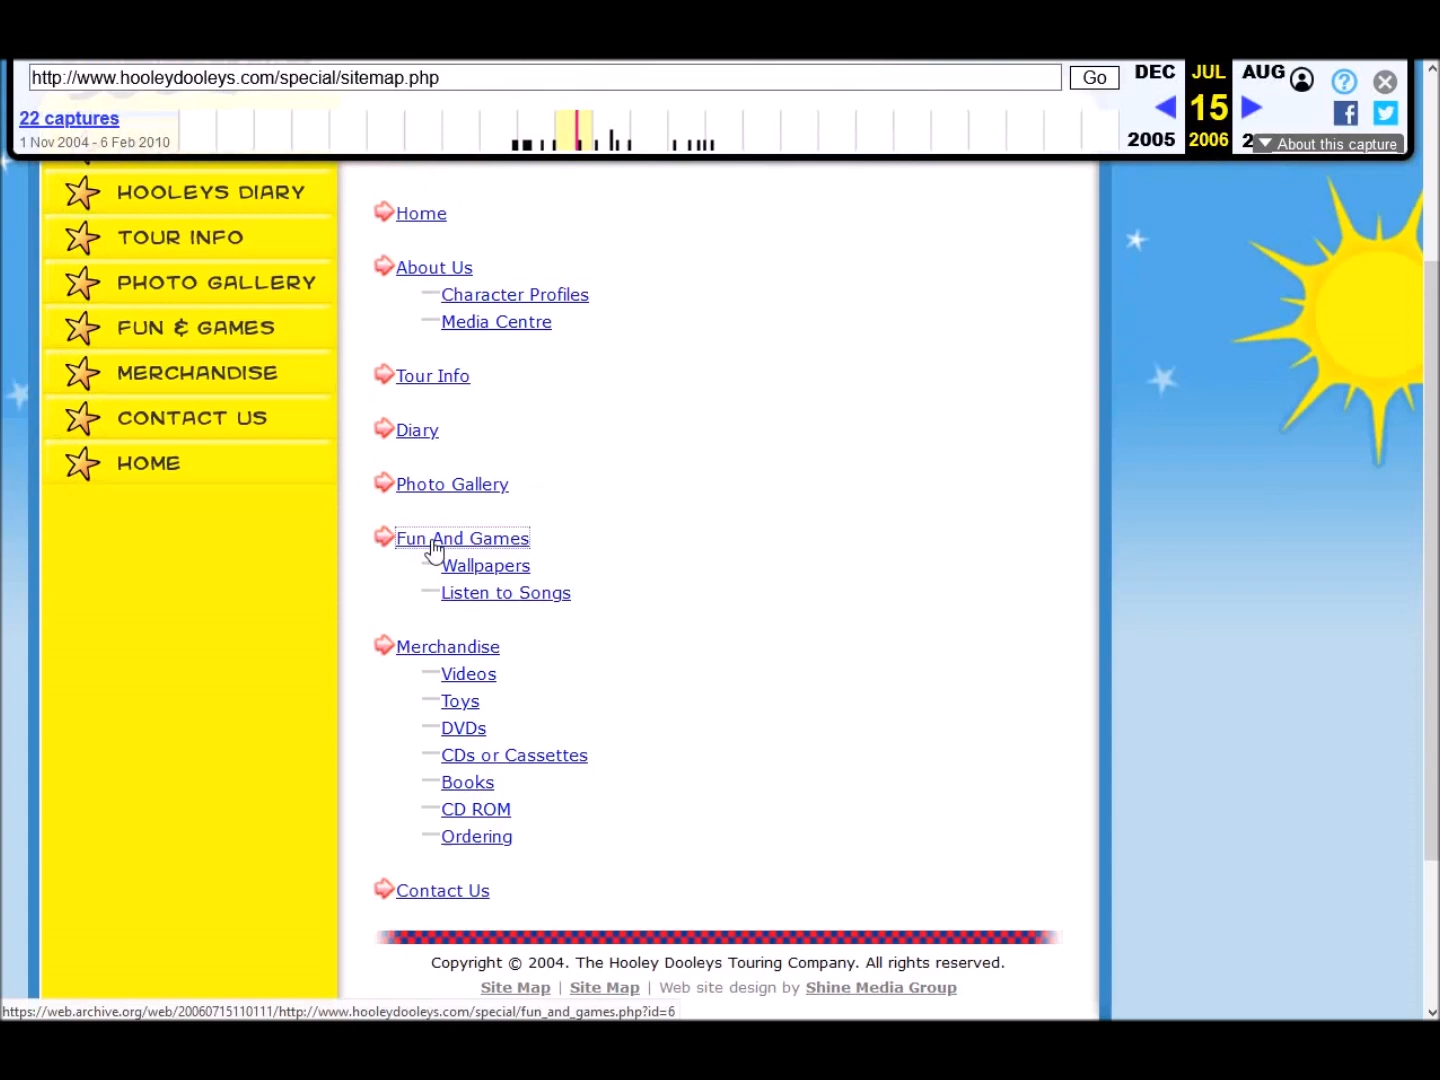 http://www.hooleydooleys.com/special/sitemap.php Go DEC JUL AUG
22 captures 15
1 Nov 2004 - 6 Feb 2010 2005 2006 2 About this capture
HOOLEYS DIARY
TOUR INFO
PHOTO GALLERY
FUN & GAMES
MERCHANDISE
CONTACT US
HOME
Home
About Us
Character Profiles
Media Centre
Tour Info
Diary
Photo Gallery
Fun And Games
Wallpapers
Listen to Songs
Merchandise
Videos
Toys
DVDs
CDs or Cassettes
Books
CD ROM
Ordering
Contact Us
Copyright © 2004. The Hooley Dooleys Touring Company. All rights reserved.
Site Map | Site Map | Web site design by Shine Media Group
https://web.archive.org/web/20060715110111/http://www.hooleydooleys.com/special/fun_and_games.php?id=6